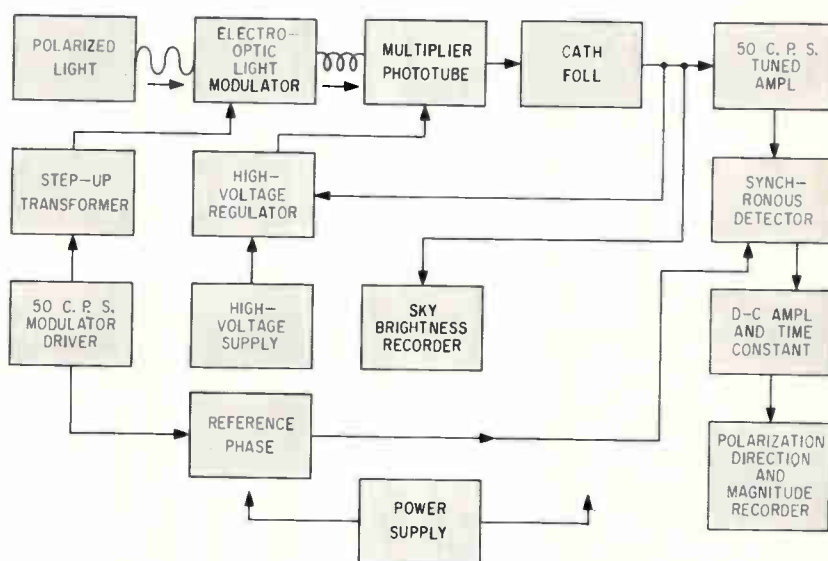 POLARIZED
LIGHT
ELECTRO-
OPTIC
LIGHT
MODULATOR
MULTIPLIER
PHOTOTUBE
CATH
FOLL
50 C. P. S.
TUNED
AMPL
STEP-UP
TRANSFORMER
HIGH-
VOLTAGE
REGULATOR
SYNCH-
RONOUS
DETECTOR
50 C. P. S.
MODULATOR
DRIVER
HIGH-
VOLTAGE
SUPPLY
SKY
BRIGHTNESS
RECORDER
D-C AMPL
AND TIME
CONSTANT
REFERENCE
PHASE
POLARIZATION
DIRECTION
AND
MAGNITUDE
RECORDER
POWER
SUPPLY